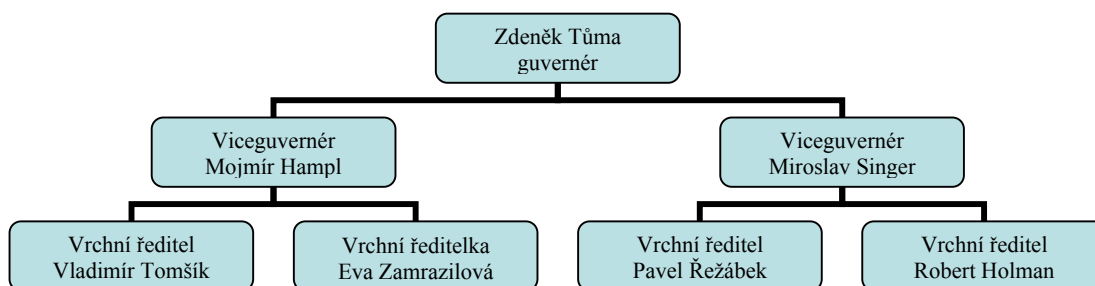 Zdeněk Tůma
guvernér
Viceguvernér
Mojmír Hampl
Viceguvernér
Miroslav Singer
Vrchní ředitel
Vladimír Tomšík
Vrchní ředitelka
Eva Zamrazilová
Vrchní ředitel
Pavel Řežábek
Vrchní ředitel
Robert Holman